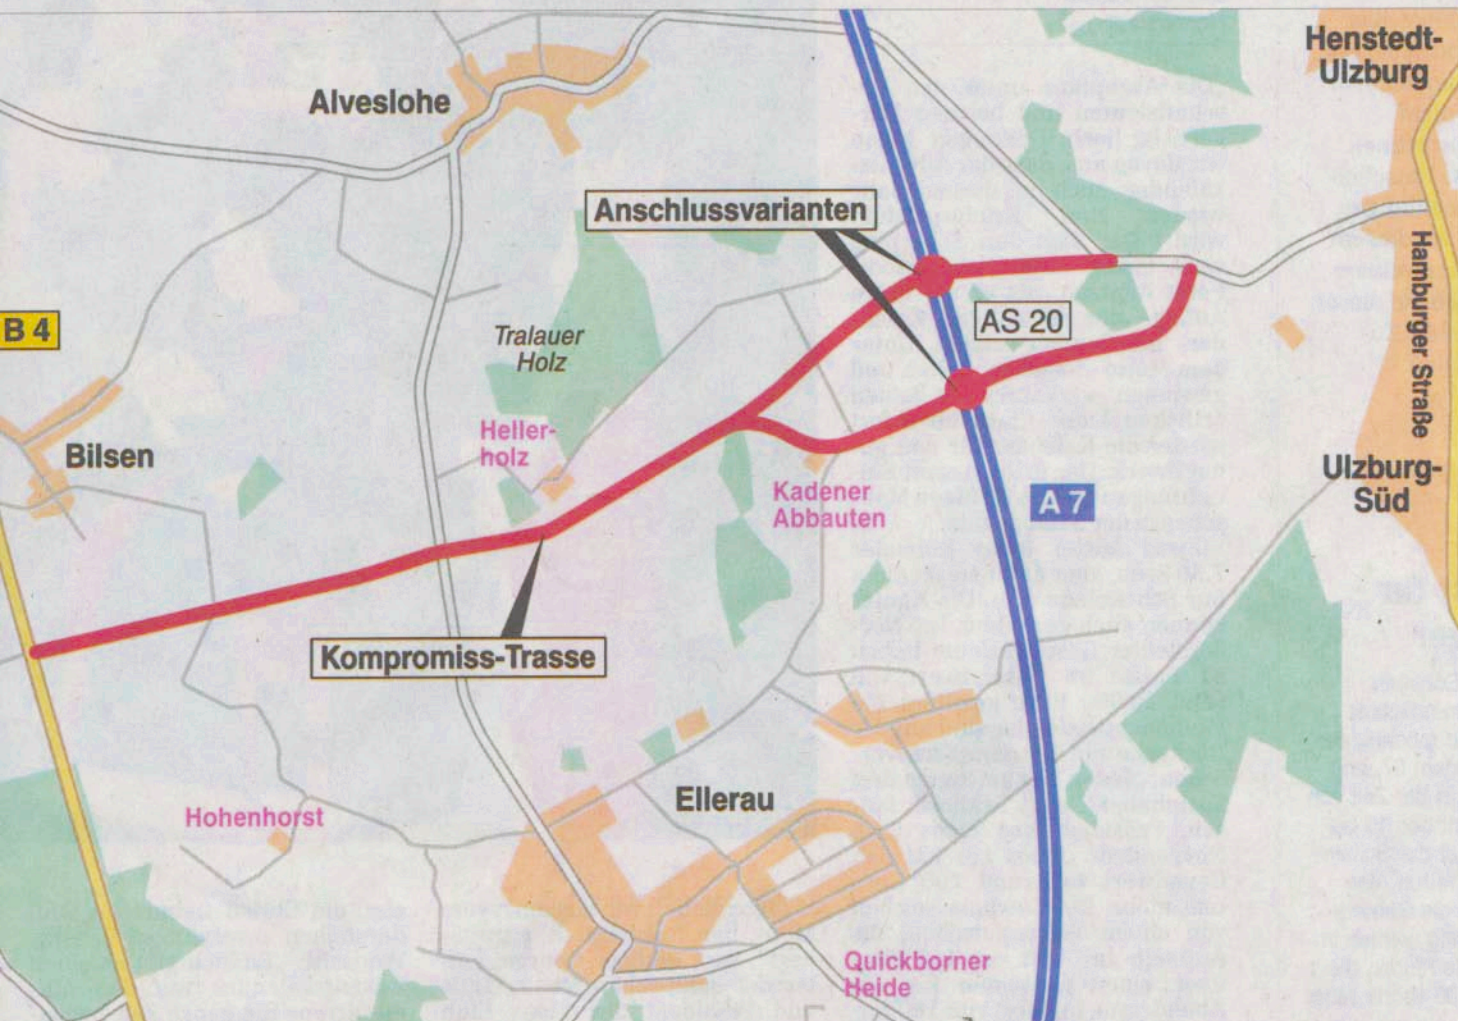 Henstedt-
Ulzburg
Alveslohe
Anschlussvarianten
Hamburger Straße
B 4
AS 20
Tralauer
Holz
Heller-
holz
Bilsen
Ulzburg-
Süd
Kadener
Abbauten
A 7
Kompromiss-Trasse
Ellerau
Hohenhorst
Quickborner
Heide